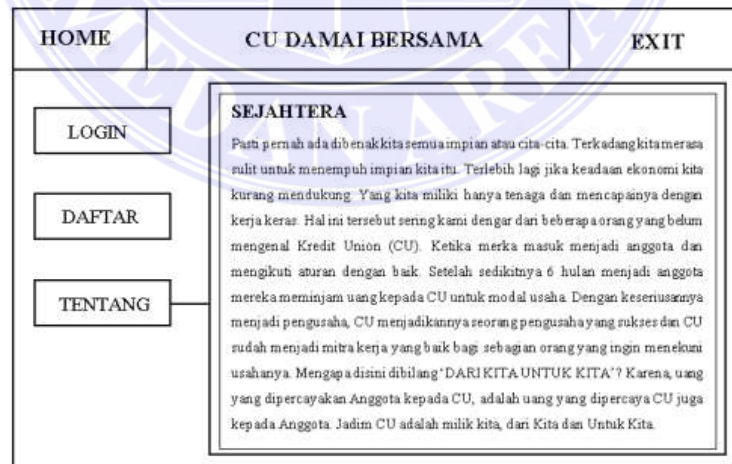 HOME
CU DAMAI BERSAMA
EXIT
MEDAN AREA
LOGIN
DAFTAR
TENTANG
SEJAHTERA
Pasti pernah ada dibenak kita semua impian atau cita-cita. Terkadang kita merasa
sulit untuk menempuh impian kita itu. Terlebih lagi jika keadaan ekonomi kita
kurang mendukung. Yang kita miliki hanya tenaga dan mencapainya dengan
kerja keras. Hal ini tersebut sering kami dengar dari beberapa orang yang belum
mengenal Kredit Union (CU). Ketika merka masuk menjadi anggota dan
mengikuti aturan dengan baik. Setelah sedikitnya 6 hulan menjadi anggota
mereka meminjam uang kepada CU untuk modal usaha. Dengan keseriusannya
menjadi pengusaha, CU menjadikannya seorang pengusaha yang sukses dan CU
sudah menjadi mitra kerja yang baik bagi sebagian orang yang ingin menekuni
usahanya. Mengapa disini dibilang ‘DARI KITA UNTUK KITA’? Karena, uang
yang dipercayakan Anggota kepada CU, adalah uang yang dipercaya CU juga
kepada Anggota. Jadim CU adalah milik kita, dari Kita dan Untuk Kita.